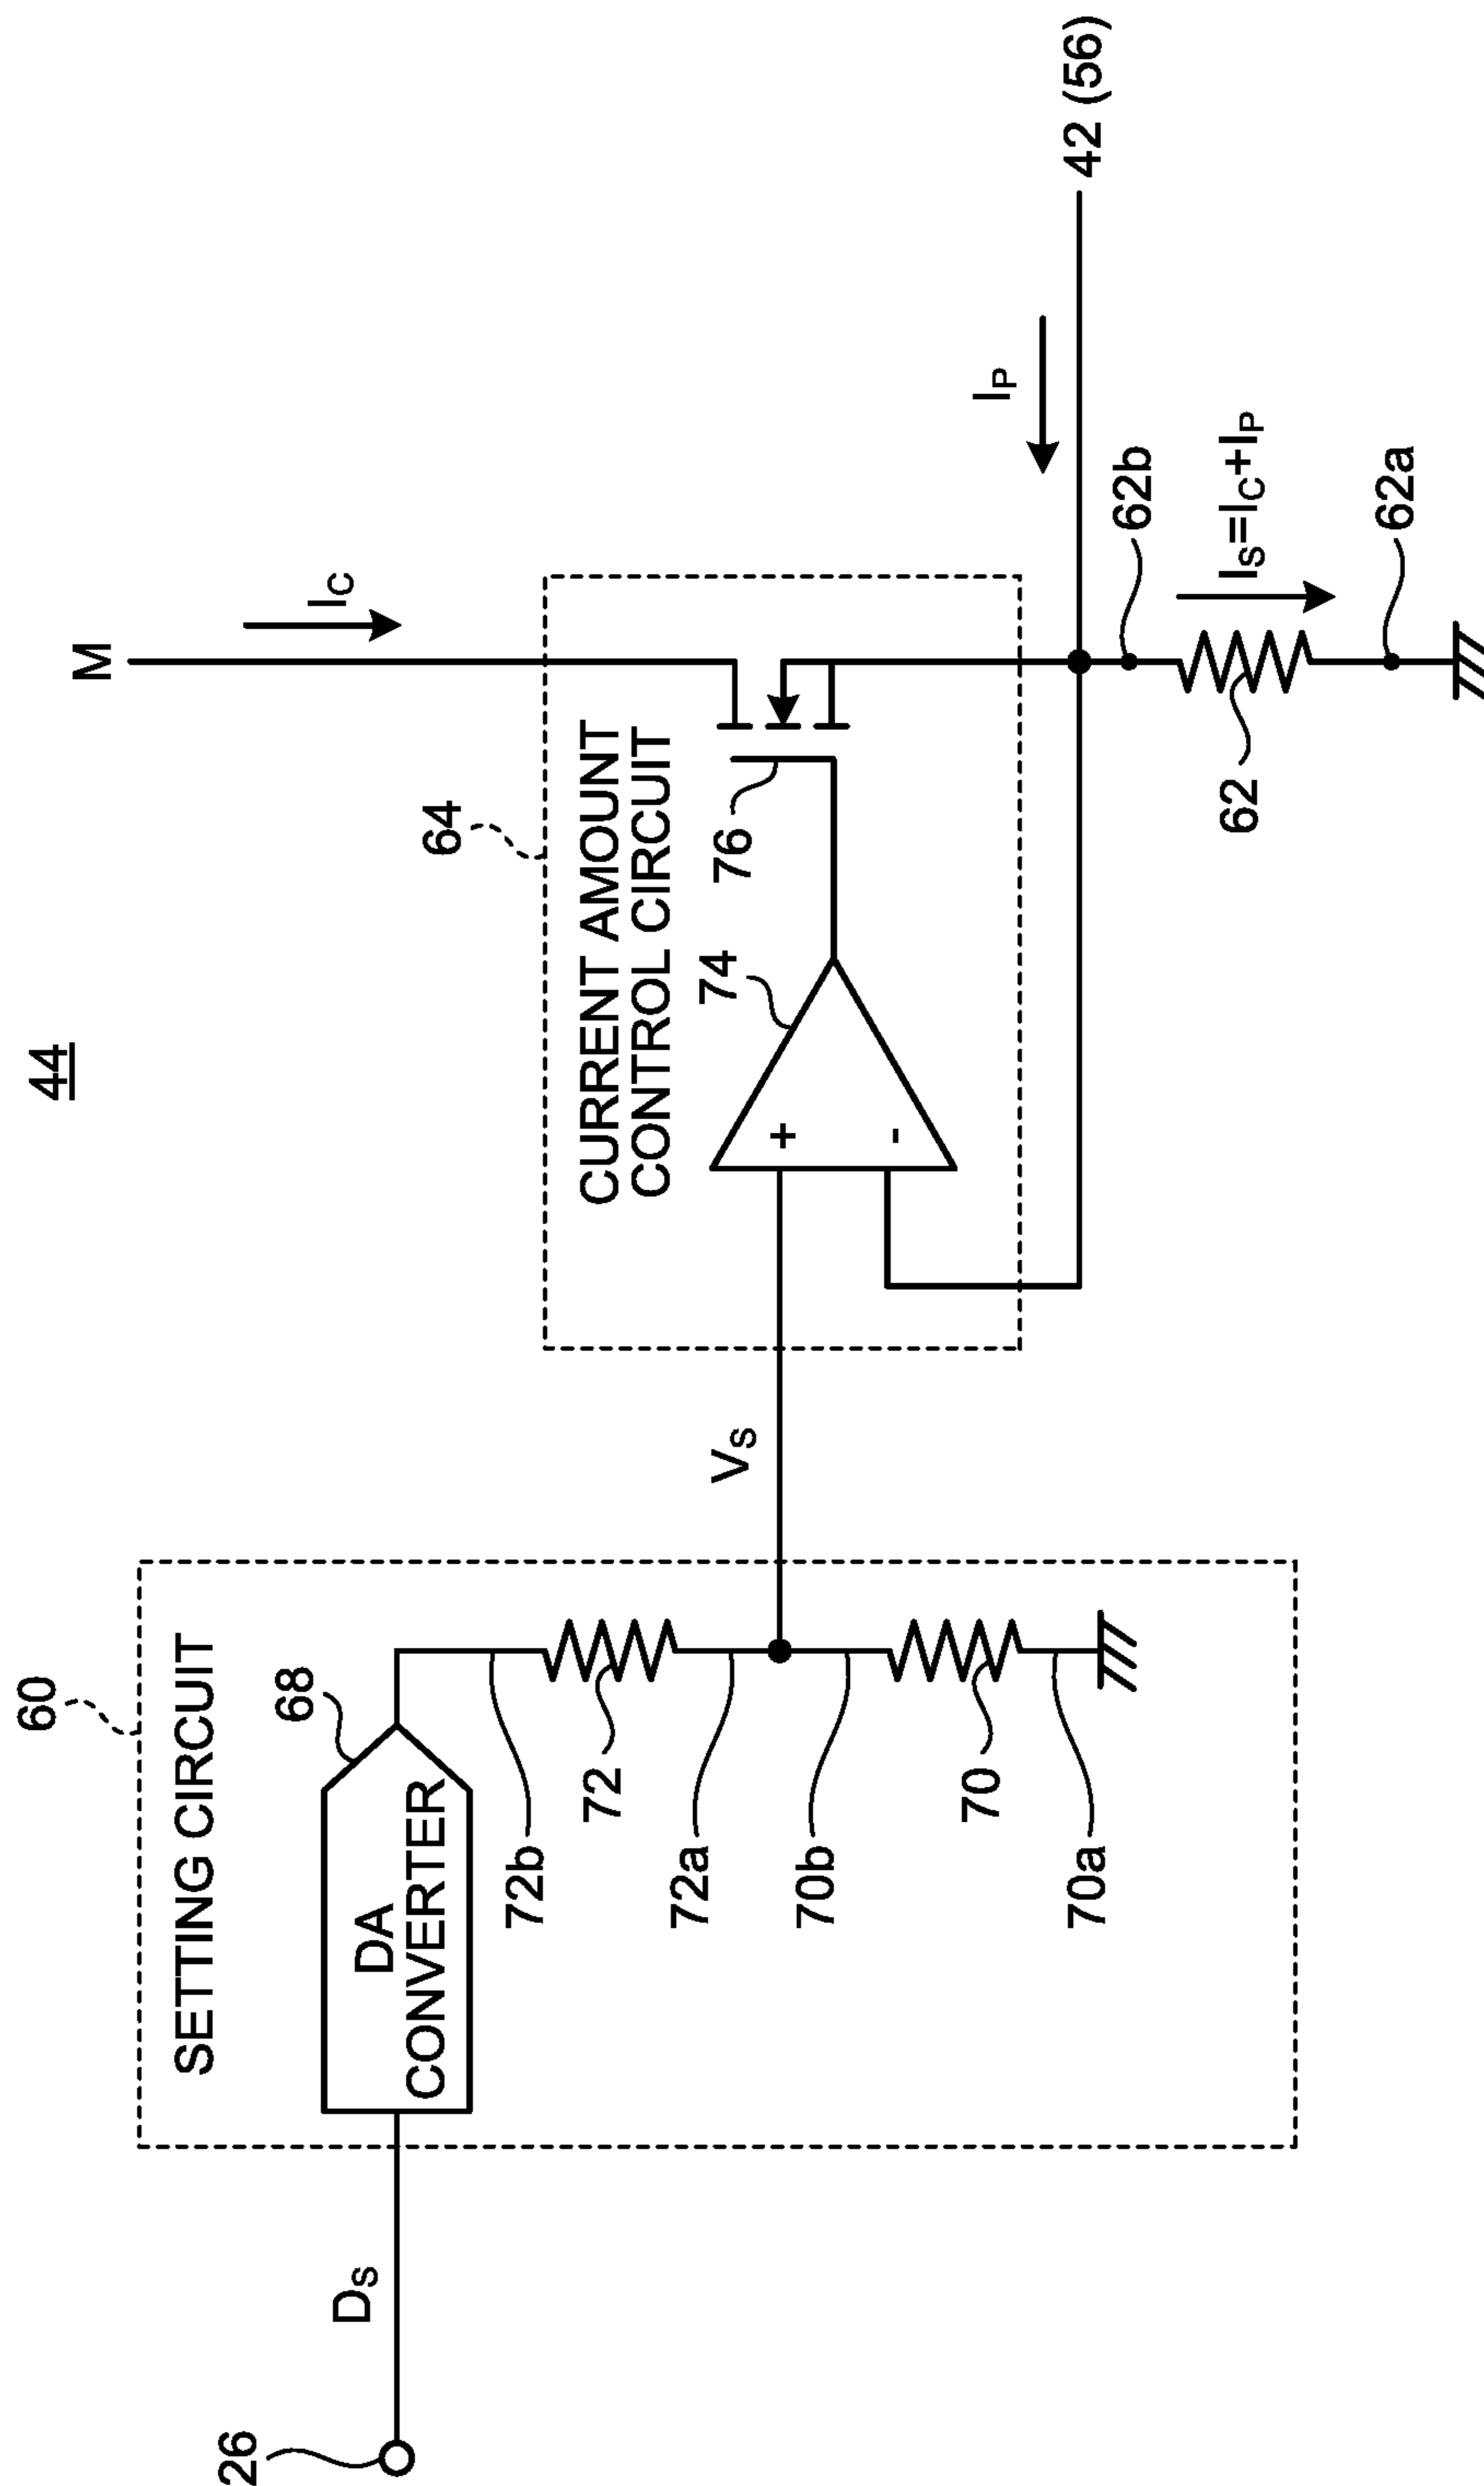 44
60
SETTING CIRCUIT
68
DA
CONVERTER
26
DS
72b
72
72a
70b
70
70a
VS
64
CURRENT AMOUNT
CONTROL CIRCUIT
74
+
-
76
M
IC
IP
42 (56)
62b
62
IS=IC+IP
62a